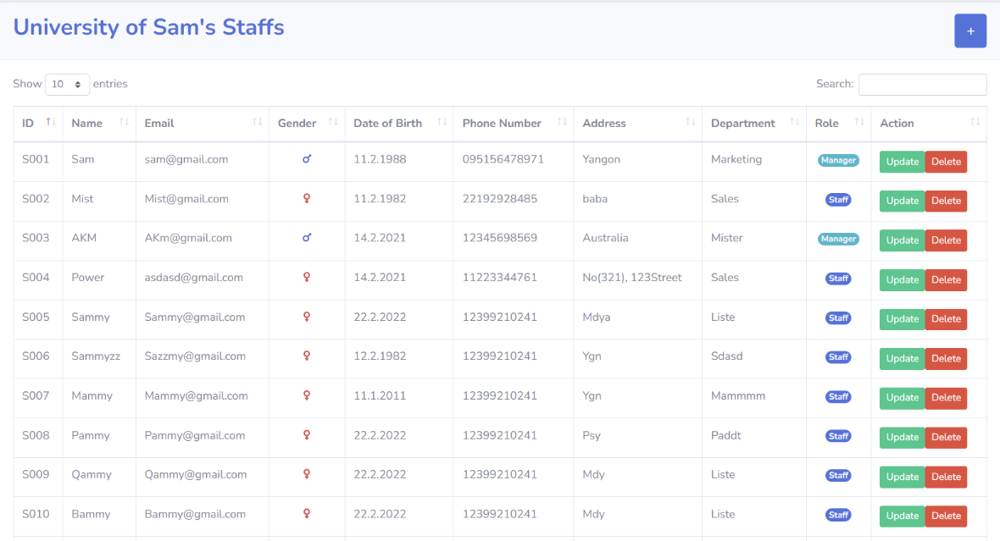 University of Sam's Staffs
+
Show 10 entries Search:
ID Name Email Gender Date of Birth Phone Number Address Department Role Action
S001 Sam sam@gmail.com ♂ 11.2.1988 095156478971 Yangon Marketing Manager Update Delete
S002 Mist Mist@gmail.com ♀ 11.2.1982 22192928485 baba Sales Staff Update Delete
S003 AKM AKm@gmail.com ♂ 14.2.2021 12345698569 Australia Mister Manager Update Delete
S004 Power asdasd@gmail.com ♀ 14.2.2021 11223344761 No(321), 123Street Sales Staff Update Delete
S005 Sammy Sammy@gmail.com ♀ 22.2.2022 12399210241 Mdya Liste Staff Update Delete
S006 Sammyzz Sazzmy@gmail.com ♀ 12.2.1982 12399210241 Ygn Sdasd Staff Update Delete
S007 Mammy Mammy@gmail.com ♀ 11.1.2011 12399210241 Ygn Mammmm Staff Update Delete
S008 Pammy Pammy@gmail.com ♀ 22.2.2022 12399210241 Psy Paddt Staff Update Delete
S009 Qammy Qammy@gmail.com ♀ 22.2.2022 12399210241 Mdy Liste Staff Update Delete
S010 Bammy Bammy@gmail.com ♀ 22.2.2022 12399210241 Mdy Liste Staff Update Delete